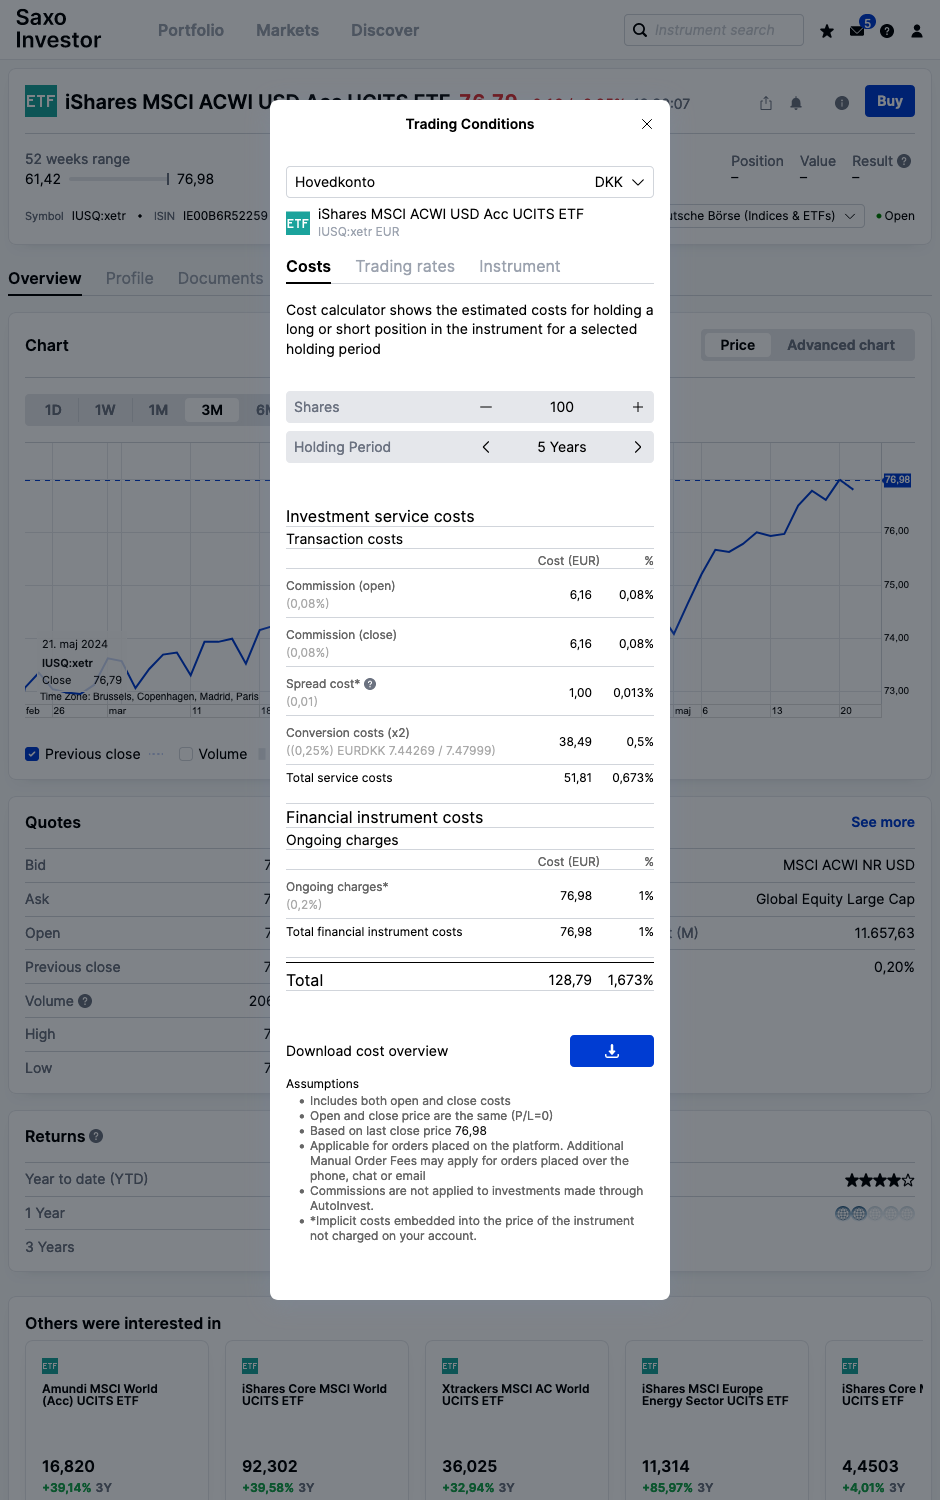 Saxo
Investor
Portfolio
Markets
Discover
Instrument search
5
ETF
iShares MSCI ACWI USD Acc UCITS ETF
Buy
52 weeks range
61,42
76,98
Position
Value
Result
–
–
–
Symbol IUSQ:xetr • ISIN IE00B6R52259
(Indices & ETFs)
Open
Overview
Profile
Documents
Chart
Price
Advanced chart
1D
1W
1M
3M
76,98
76,00
75,00
74,00
73,00
21. maj 2024
IUSQ:xetr
Close 76,79
Time Zone: Brussels, Copenhagen, Madrid, Paris
feb
26
mar
11
maj
6
13
20
Previous close
Volume
Quotes
See more
Bid
Ask
Open
Previous close
Volume
High
Low
MSCI ACWI NR USD
Global Equity Large Cap
(M)
11.657,63
0,20%
Returns
Year to date (YTD)
1 Year
3 Years
Trading Conditions
Hovedkonto
DKK
ETF
iShares MSCI ACWI USD Acc UCITS ETF
IUSQ:xetr EUR
Costs
Trading rates
Instrument
Cost calculator shows the estimated costs for holding a
long or short position in the instrument for a selected
holding period
Shares
100
Holding Period
5 Years
Investment service costs
Transaction costs
Cost (EUR) %
Commission (open)
(0,08%)
6,16 0,08%
Commission (close)
(0,08%)
6,16 0,08%
Spread cost*
(0,01)
1,00 0,013%
Conversion costs (x2)
((0,25%) EURDKK 7.44269 / 7.47999)
38,49 0,5%
Total service costs 51,81 0,673%
Financial instrument costs
Ongoing charges
Cost (EUR) %
Ongoing charges*
(0,2%)
76,98 1%
Total financial instrument costs 76,98 1%
Total 128,79 1,673%
Download cost overview
Assumptions
• Includes both open and close costs
• Open and close price are the same (P/L=0)
• Based on last close price 76,98
• Applicable for orders placed on the platform. Additional
Manual Order Fees may apply for orders placed over the
phone, chat or email
• Commissions are not applied to investments made through
AutoInvest.
• *Implicit costs embedded into the price of the instrument
not charged on your account.
Others were interested in
ETF
Amundi MSCI World
(Acc) UCITS ETF
16,820
+39,14% 3Y
ETF
iShares Core MSCI World
UCITS ETF
92,302
+39,58% 3Y
ETF
Xtrackers MSCI AC World
UCITS ETF
36,025
+32,94% 3Y
ETF
iShares MSCI Europe
Energy Sector UCITS ETF
11,314
+85,97% 3Y
ETF
iShares Core
UCITS ETF
4,4503
+4,01% 3Y